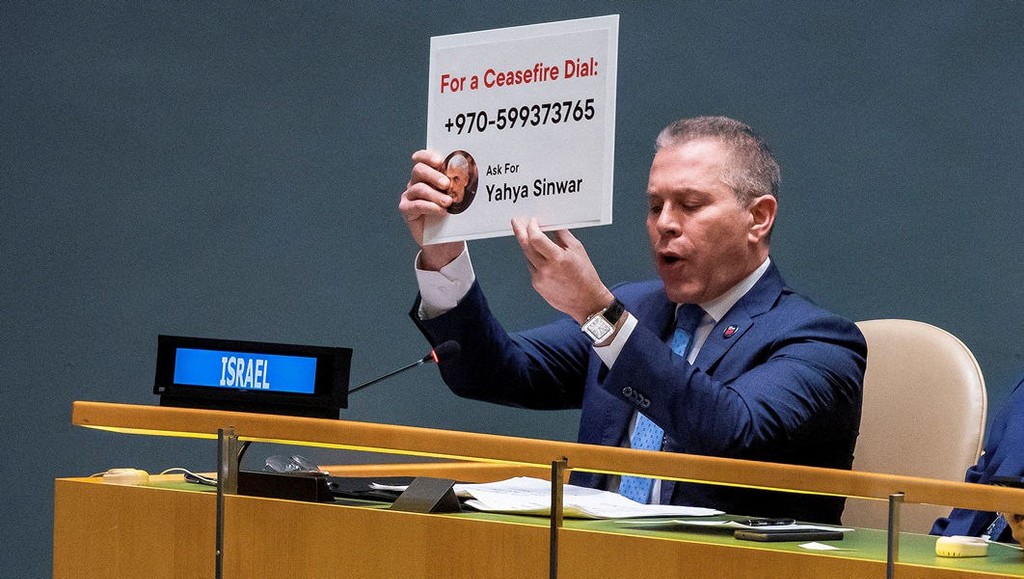 For a Ceasefire Dial:
+970-599373765
Ask For
Yahya Sinwar
ISRAEL